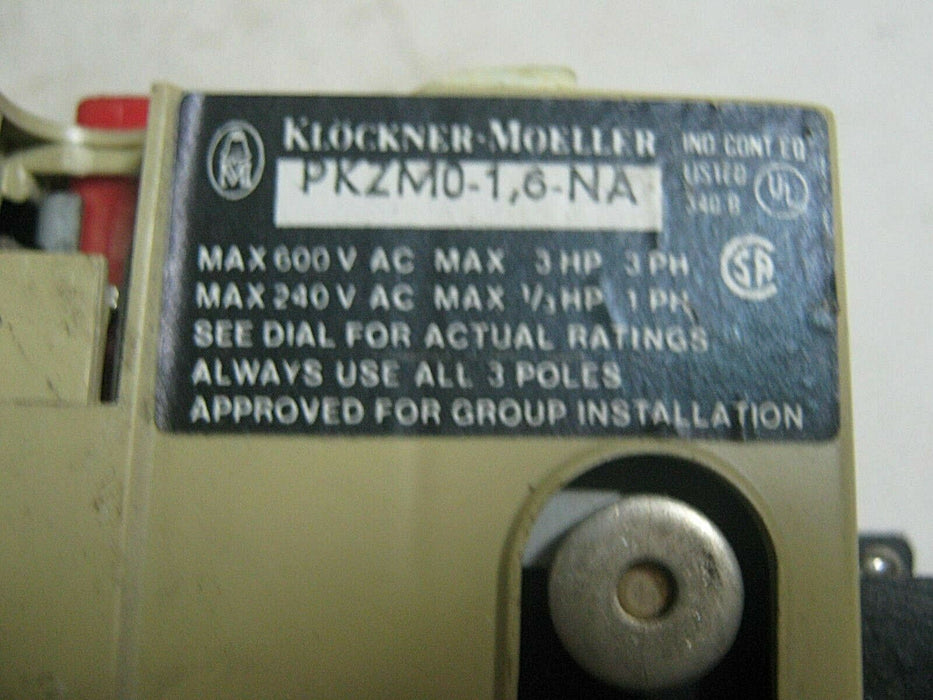 KLÖCKNER-MOELLER
PKZM0-1,6-NA
IND CONT EQ
LISTED
UL
MAX 600 V AC MAX 3 HP 3 PH
MAX 240 V AC MAX 1/3 HP 1 PH
SA
SEE DIAL FOR ACTUAL RATINGS
ALWAYS USE ALL 3 POLES
APPROVED FOR GROUP INSTALLATION